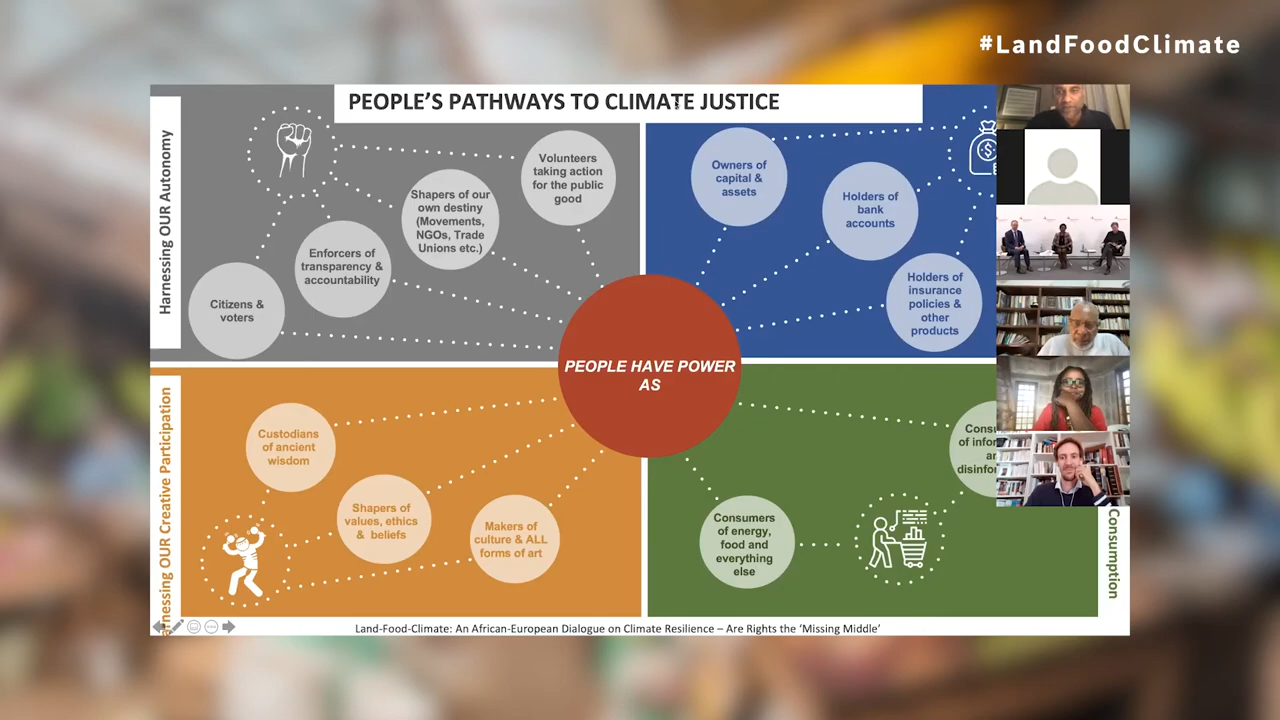 #LandFoodClimate
PEOPLE'S PATHWAYS TO CLIMATE JUSTICE
Harnessing OUR Autonomy
Volunteers
taking action
for the public
good
Shapers of our
own destiny
(Movements,
NGOs, Trade
Unions etc.)
Enforcers of
transparency &
accountability
Citizens &
voters
Owners of
capital &
assets
Holders of
bank
accounts
Holders of
insurance
policies &
other
products
PEOPLE HAVE POWER
AS
arnessing OUR Creative Participation
Custodians
of ancient
wisdom
Shapers of
values, ethics
& beliefs
Makers of
culture & ALL
forms of art
Consumers
of energy,
food and
everything
else
of
Consumption
Land-Food-Climate: An African-European Dialogue on Climate Resilience – Are Rights the 'Missing Middle'